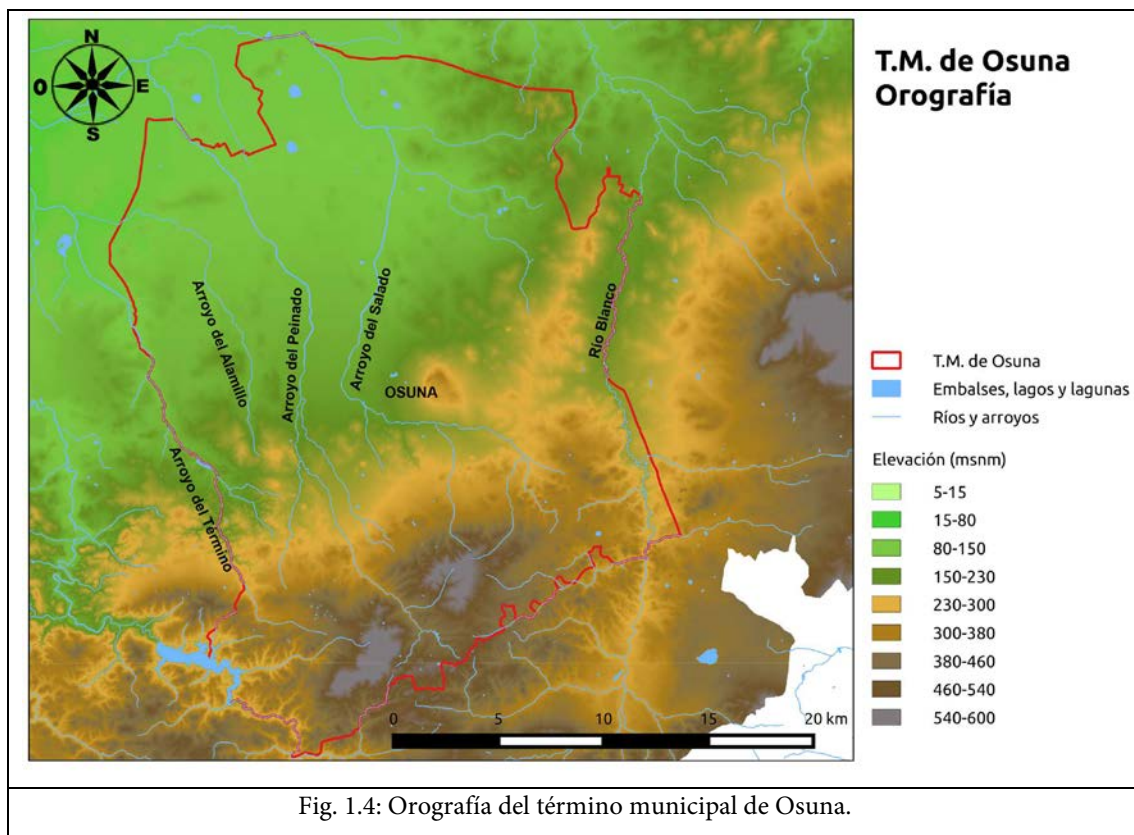 N
O
E
S
T.M. de Osuna
Orografía
Arroyo del Alamillo
Arroyo del Peinado
Arroyo del Salado
Río Blanco
OSUNA
Arroyo del Término
0 5 10 15 20 km
T.M. de Osuna
Embalses, lagos y lagunas
Ríos y arroyos
Elevación (msnm)
5-15
15-80
80-150
150-230
230-300
300-380
380-460
460-540
540-600
Fig. 1.4: Orografía del término municipal de Osuna.